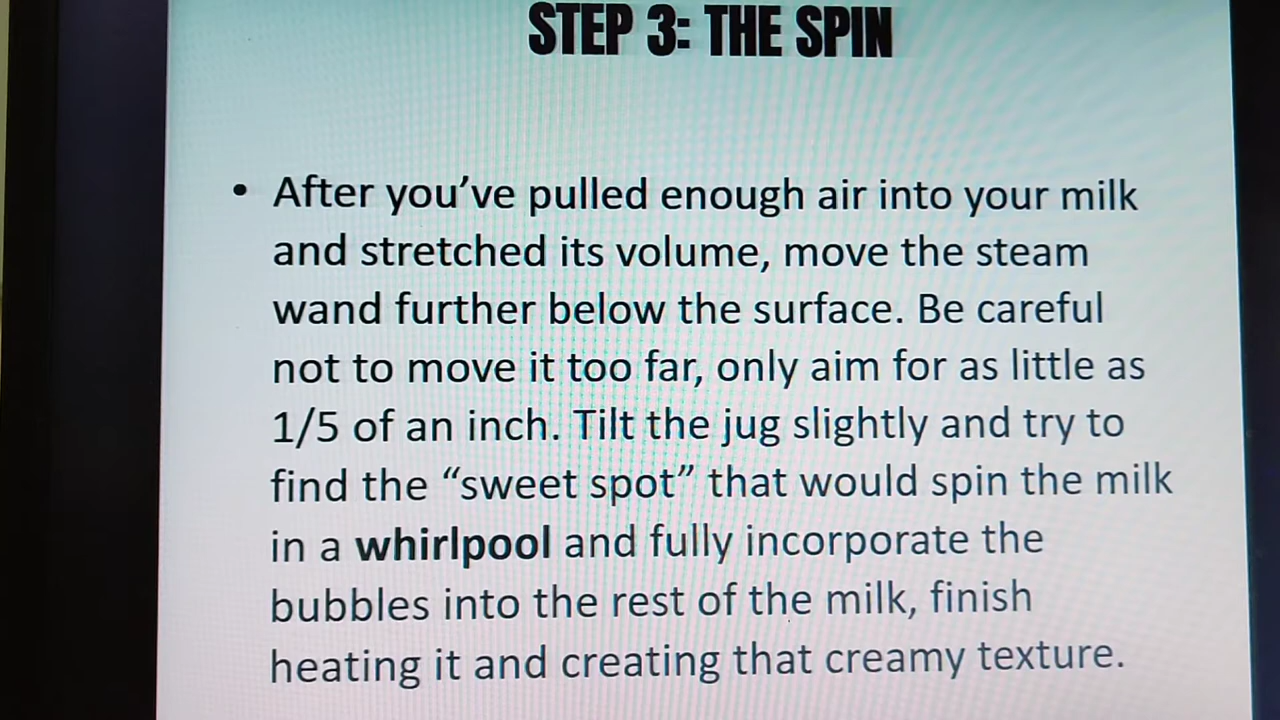 STEP 3: THE SPIN
• After you’ve pulled enough air into your milk
and stretched its volume, move the steam
wand further below the surface. Be careful
not to move it too far, only aim for as little as
1/5 of an inch. Tilt the jug slightly and try to
find the “sweet spot” that would spin the milk
in a whirlpool and fully incorporate the
bubbles into the rest of the milk, finish
heating it and creating that creamy texture.